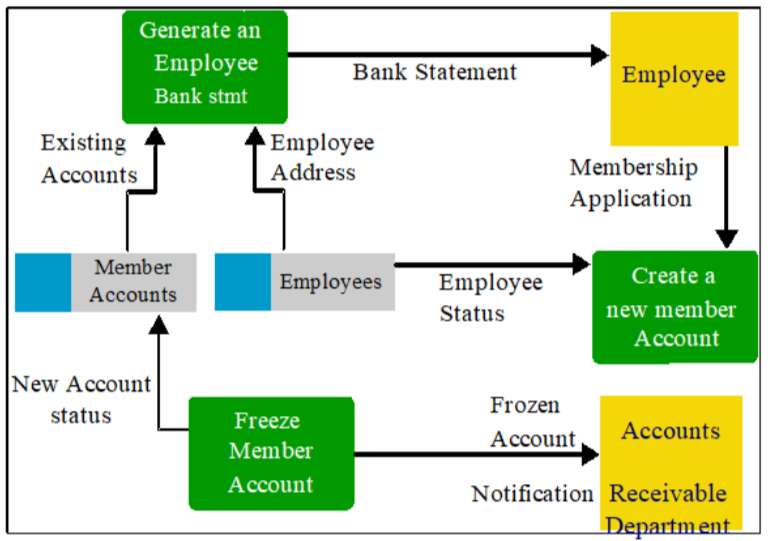 Generate an
Employee
Bank stmt
Bank Statement
Employee
Existing
Accounts
Employee
Address
Membership
Application
Member
Accounts
Employees
Employee
Status
Create a
new member
Account
New Account
status
Freeze
Member
Account
Frozen
Account
Notification
Accounts
Receivable
Department